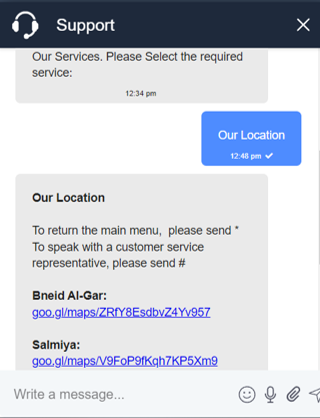 Support
Our Services. Please Select the required
service:
12:34 pm
Our Location
12:48 pm
Our Location
To return the main menu, please send *
To speak with a customer service
representative, please send #
Bneid Al-Gar:
goo.gl/maps/ZRfY8EsdbvZ4Yv957
Salmiya:
goo.gl/maps/V9FoP9fKqh7KP5Xm9
Write a message...